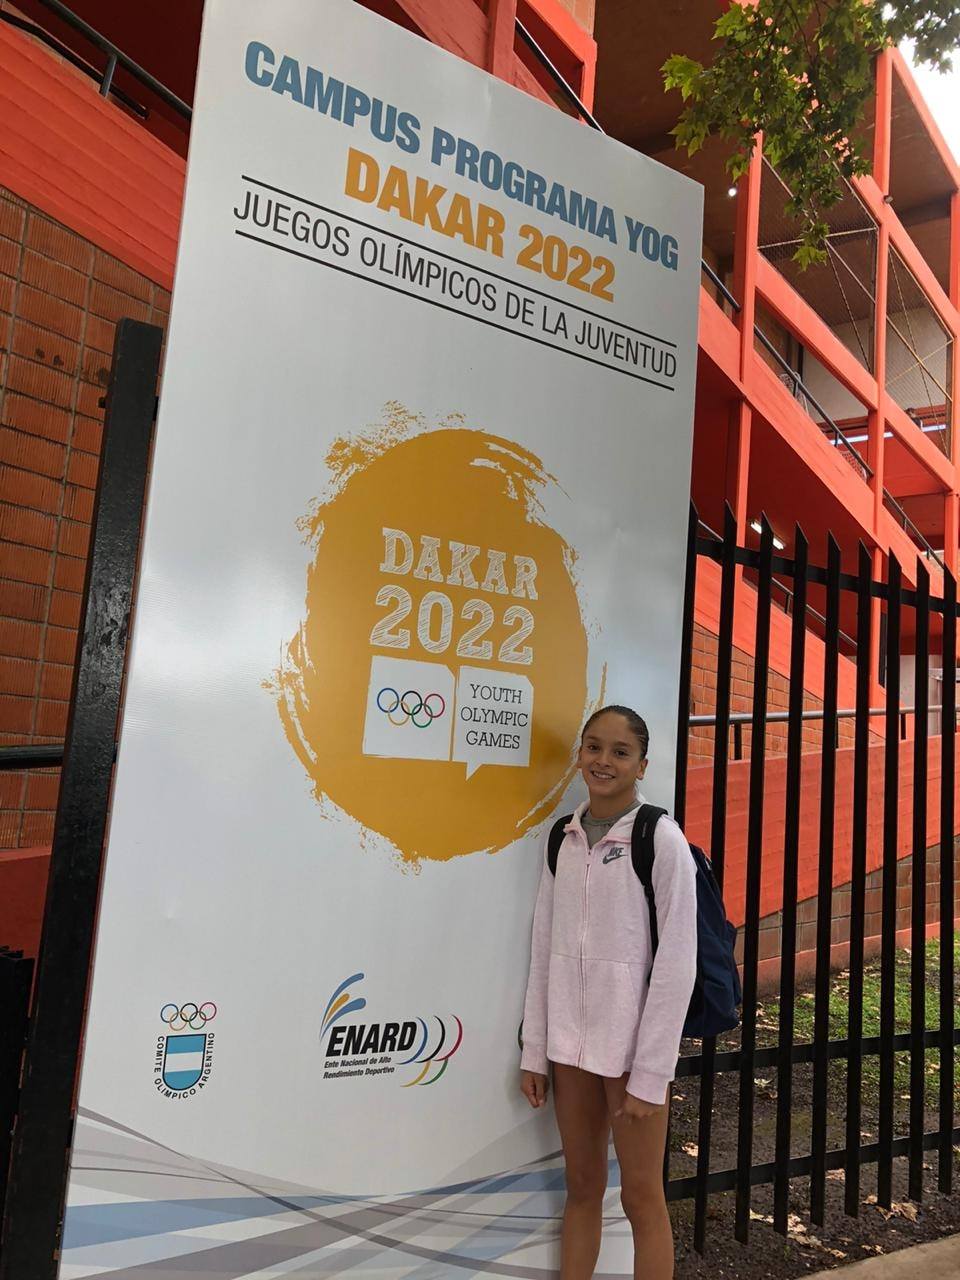 CAMPUS PROGRAMA YOG
DAKAR 2022
JUEGOS OLÍMPICOS DE LA JUVENTUD
DAKAR
2022
YOUTH
OLYMPIC
GAMES
NIKE
COMITE OLIMPICO ARGENTINO
ENARD
Ente Nacional de Alto
Rendimiento Deportivo